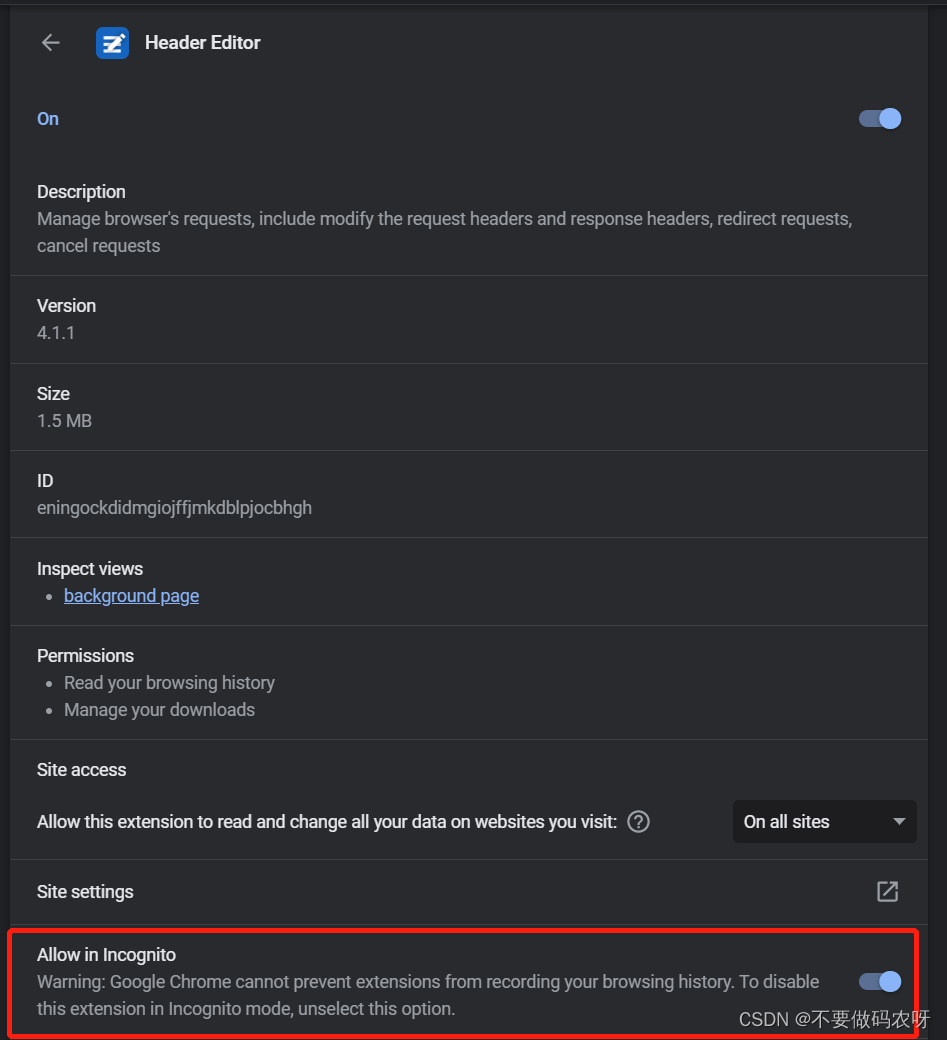 Header Editor
On
Description
Manage browser's requests, include modify the request headers and response headers, redirect requests,
cancel requests
Version
4.1.1
Size
1.5 MB
ID
eningockdidmgiojffjmkdblpjocbhgh
Inspect views
background page
Permissions
Read your browsing history
Manage your downloads
Site access
Allow this extension to read and change all your data on websites you visit:
On all sites
Site settings
Allow in Incognito
Warning: Google Chrome cannot prevent extensions from recording your browsing history. To disable
this extension in Incognito mode, unselect this option.
CSDN @不要做码农呀